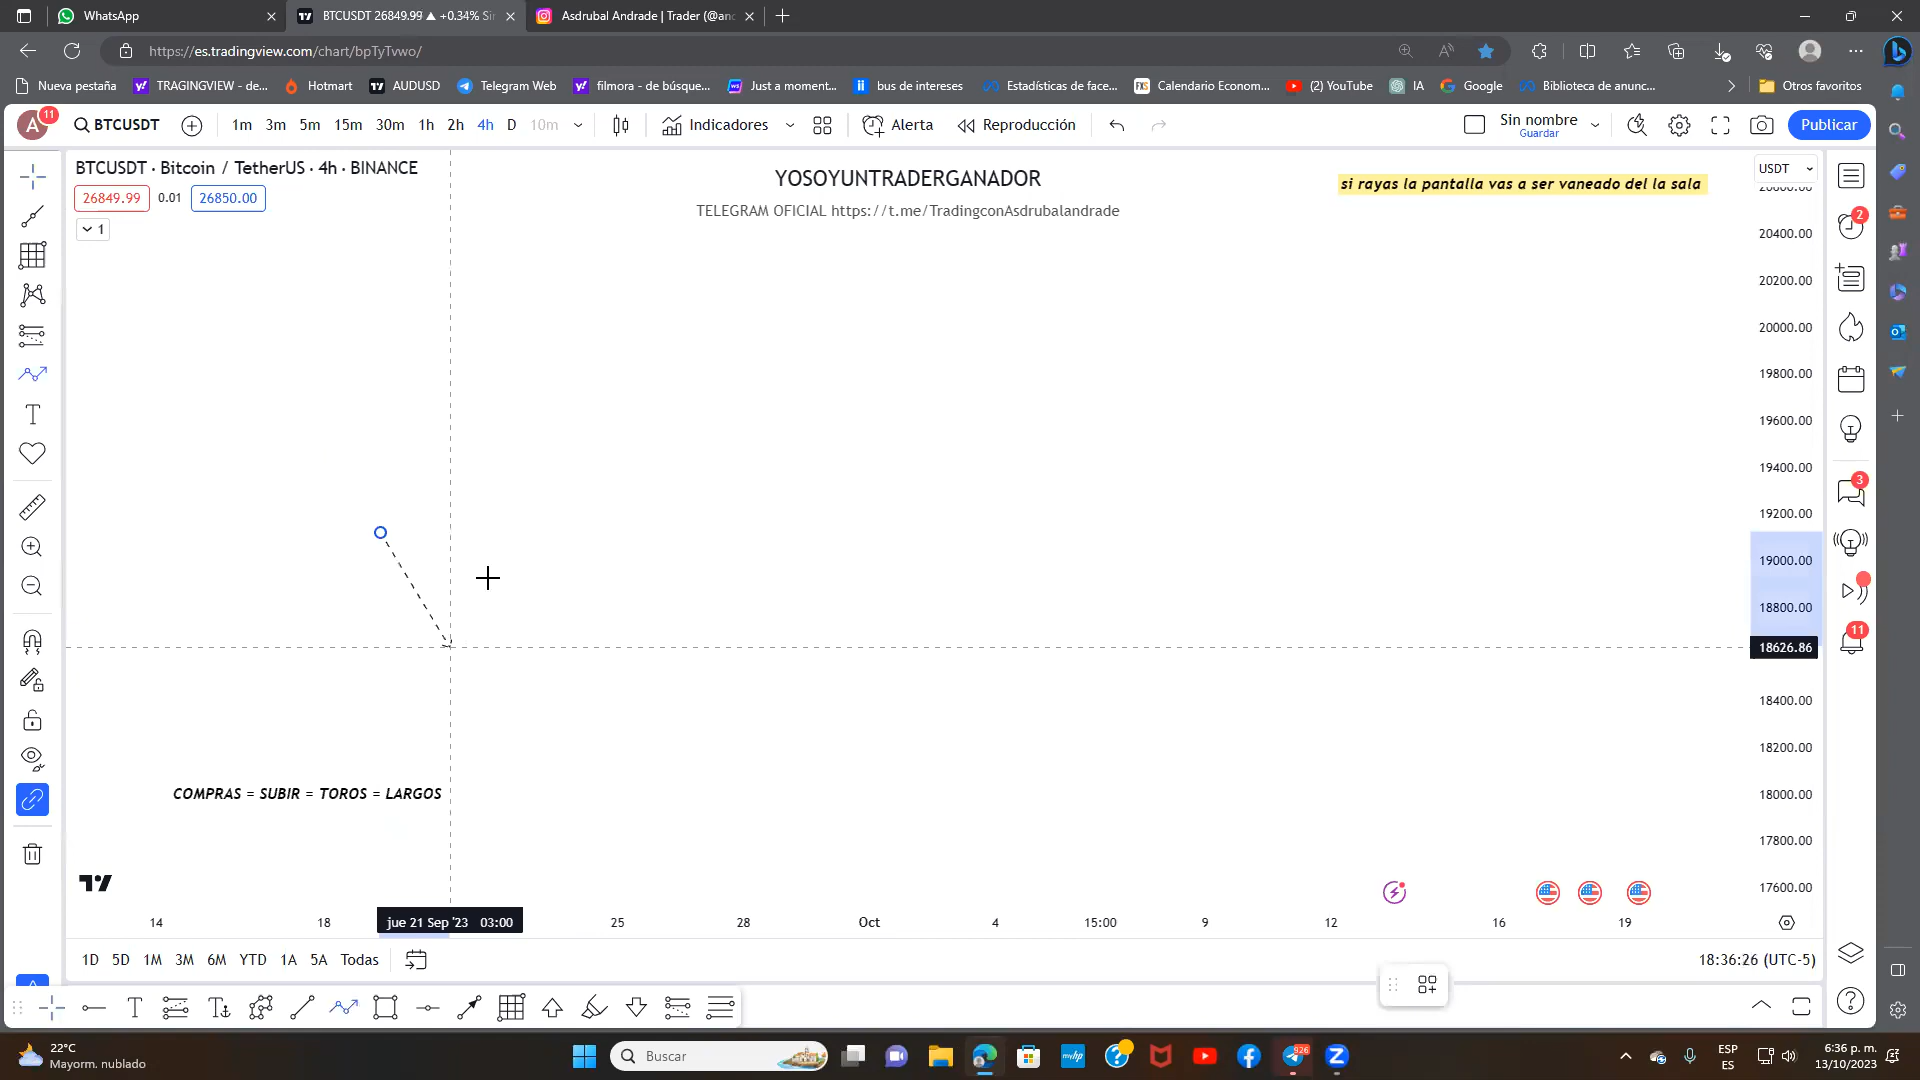 WhatsApp
BTCUSDT 26849.99 ▲ +0.34% Si
Asdrubal Andrade | Trader (@and
https://es.tradingview.com/chart/bpTyTvwo/
Nueva pestaña
TRAGINGVIEW - de...
Hotmart
AUDUSD
Telegram Web
filmora - de búsque...
Just a moment...
bus de intereses
Estadísticas de face...
Calendario Econom...
(2) YouTube
IA
Google
Biblioteca de anunc...
Otros favoritos
A 11
BTCUSDT
1m 3m 5m 15m 30m 1h 2h 4h D 10m
Indicadores
Alerta
Reproducción
Sin nombre
Guardar
Publicar
BTCUSDT · Bitcoin / TetherUS · 4h · BINANCE
26849.99 0.01 26850.00
1
YOSOYUNTRADERGANADOR
TELEGRAM OFICIAL https://t.me/TradingconAsdrubalandrade
si rayas la pantalla vas a ser vaneado del la sala
USDT
20400.00
20200.00
20000.00
19800.00
19600.00
19400.00
19200.00
19000.00
18800.00
18626.86
18400.00
18200.00
18000.00
17800.00
17600.00
2
3
11
COMPRAS = SUBIR = TOROS = LARGOS
14 18 jue 21 Sep '23 03:00 25 28 Oct 4 15:00 9 12 16 19
1D 5D 1M 3M 6M YTD 1A 5A Todas
18:36:26 (UTC-5)
22°C
Mayorm. nublado
Buscar
myhp
926
ESP
ES
6:36 p. m.
13/10/2023